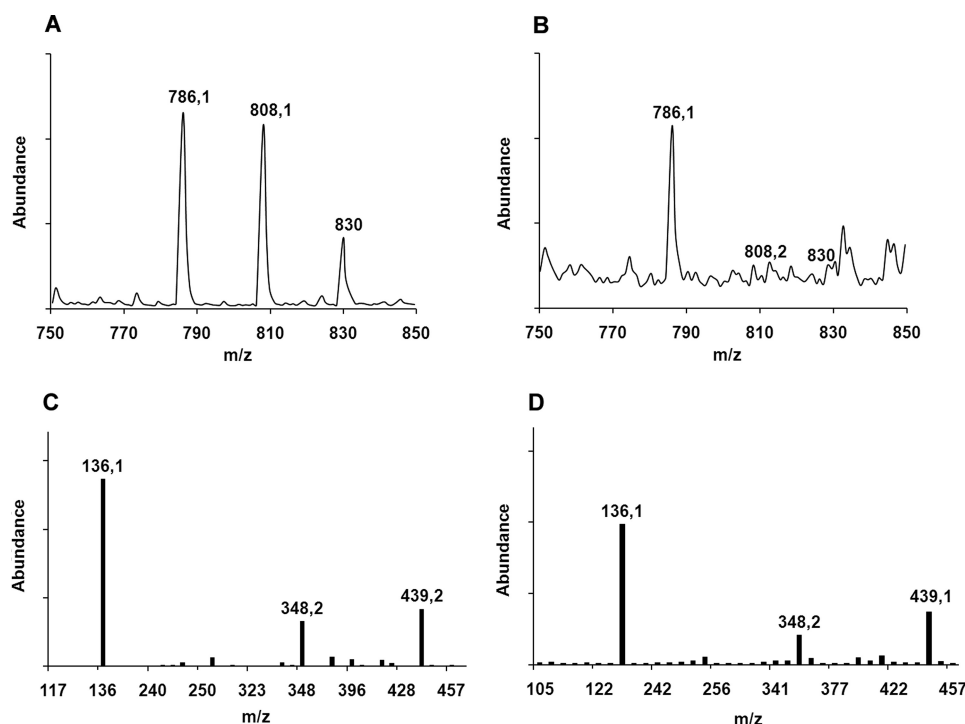 A
Abundance
786,1
808,1
830
750 770 790 810 830 850
m/z
B
Abundance
786,1
808,2
830
750 770 790 810 830 850
m/z
C
Abundance
136,1
348,2
439,2
117 136 240 250 323 348 396 428 457
m/z
D
Abundance
136,1
348,2
439,1
105 122 242 256 341 377 422 457
m/z